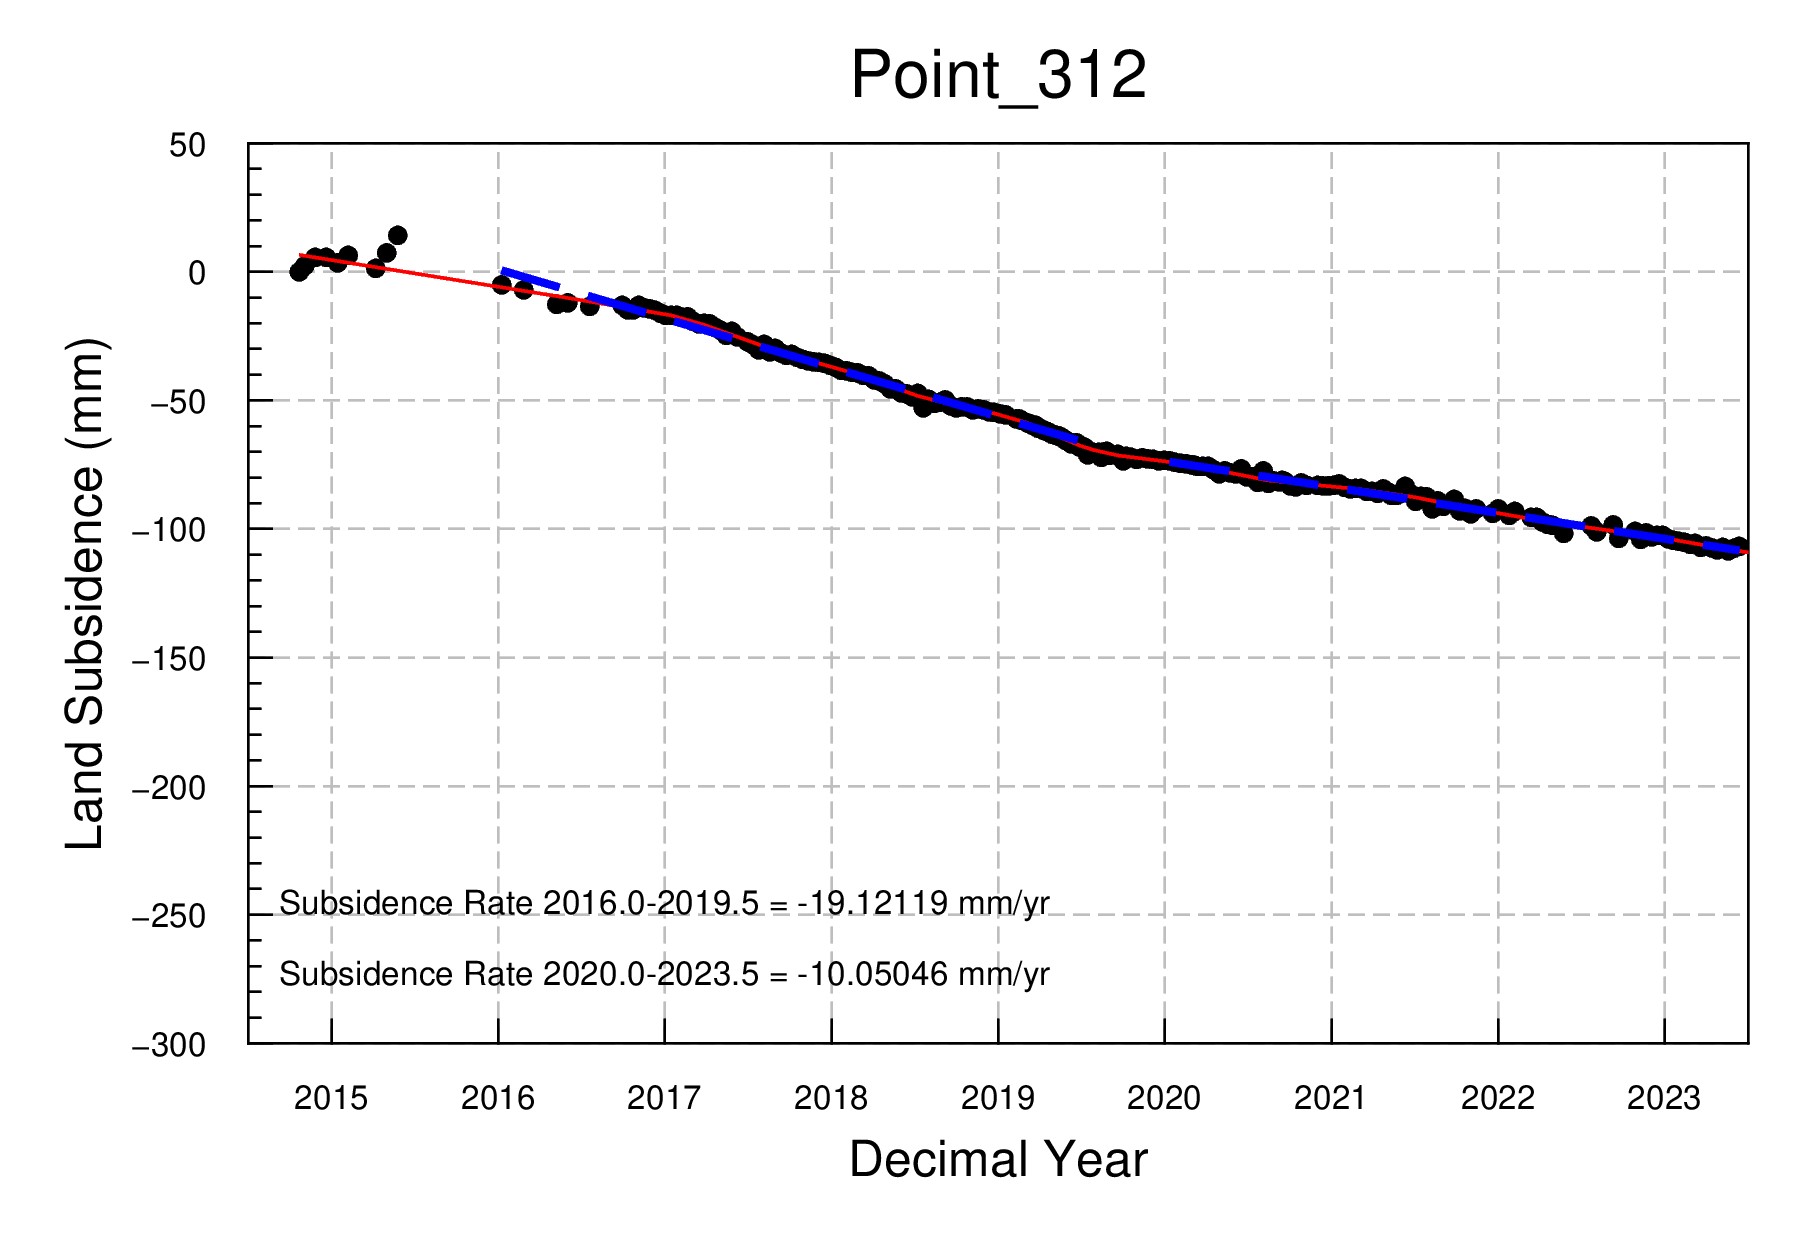 Point_312
50
0
−50
−100
−150
−200
−250
−300
Land Subsidence (mm)
Subsidence Rate 2016.0-2019.5 = -19.12119 mm/yr
Subsidence Rate 2020.0-2023.5 = -10.05046 mm/yr
2015 2016 2017 2018 2019 2020 2021 2022 2023
Decimal Year